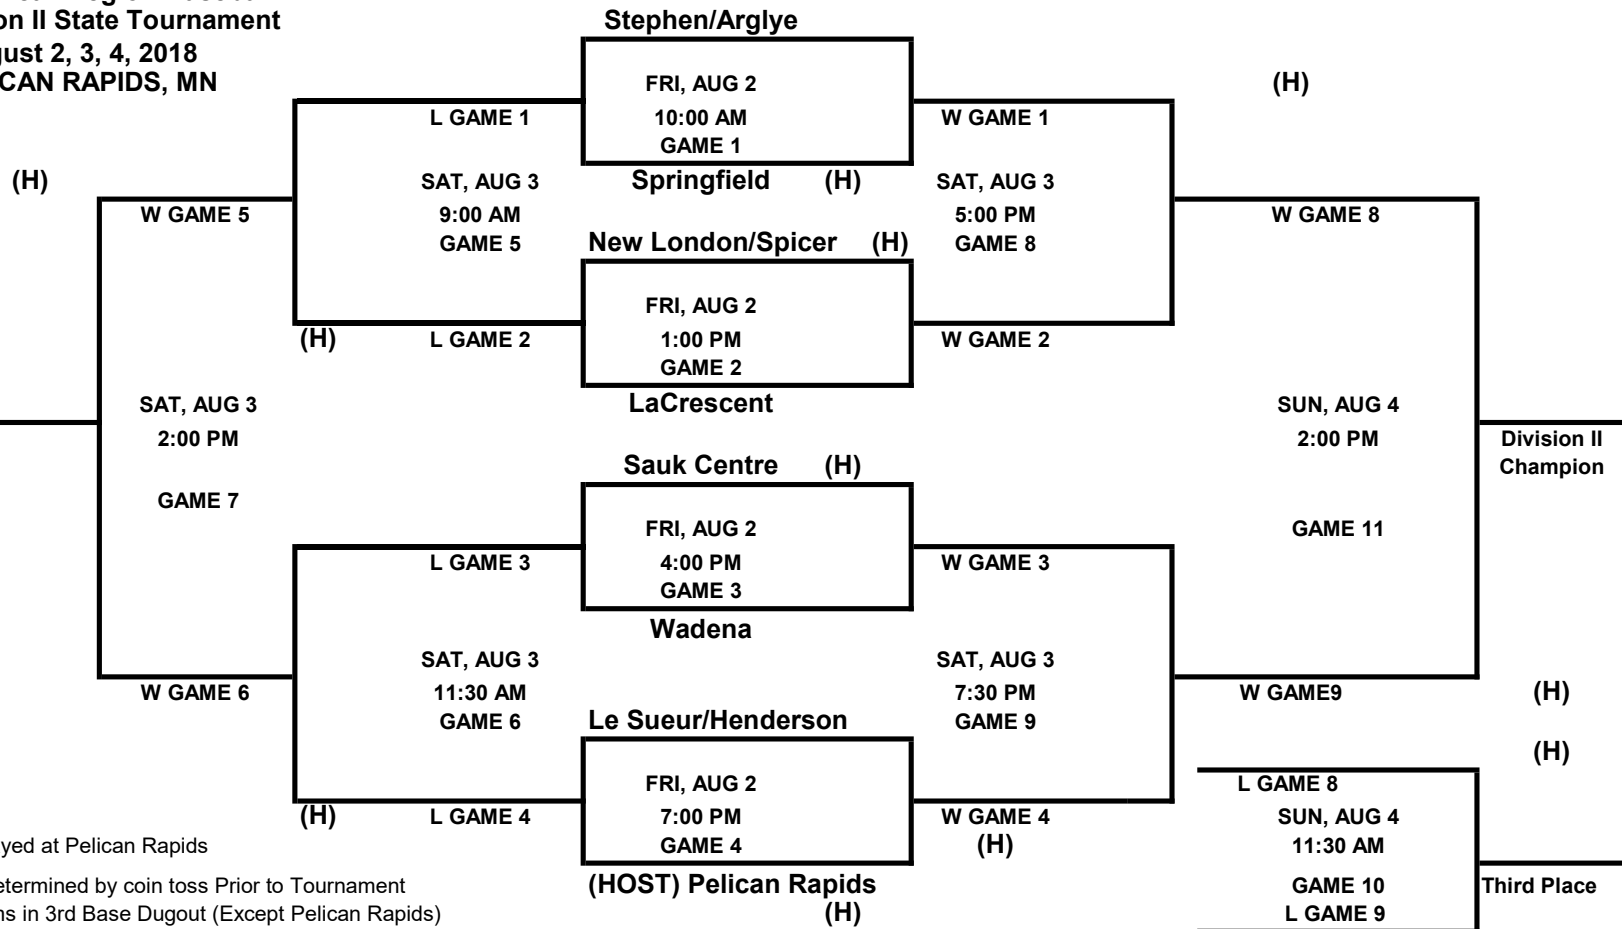 on II State Tournament
gust 2, 3, 4, 2018
CAN RAPIDS, MN
Stephen/Arglye
FRI, AUG 2
10:00 AM
GAME 1
Springfield (H)
L GAME 1
W GAME 1
(H)
(H)
W GAME 5
SAT, AUG 3
9:00 AM
GAME 5
SAT, AUG 3
5:00 PM
GAME 8
W GAME 8
New London/Spicer (H)
FRI, AUG 2
1:00 PM
GAME 2
LaCrescent
(H) L GAME 2
W GAME 2
SAT, AUG 3
2:00 PM
GAME 7
SUN, AUG 4
2:00 PM
GAME 11
Division II
Champion
Sauk Centre (H)
FRI, AUG 2
4:00 PM
GAME 3
Wadena
L GAME 3
W GAME 3
W GAME 6
SAT, AUG 3
11:30 AM
GAME 6
SAT, AUG 3
7:30 PM
GAME 9
W GAME9
(H)
(H)
Le Sueur/Henderson
FRI, AUG 2
7:00 PM
GAME 4
(HOST) Pelican Rapids
(H)
(H) L GAME 4
W GAME 4
(H)
L GAME 8
SUN, AUG 4
11:30 AM
GAME 10
L GAME 9
Third Place
yed at Pelican Rapids
etermined by coin toss Prior to Tournament
ns in 3rd Base Dugout (Except Pelican Rapids)